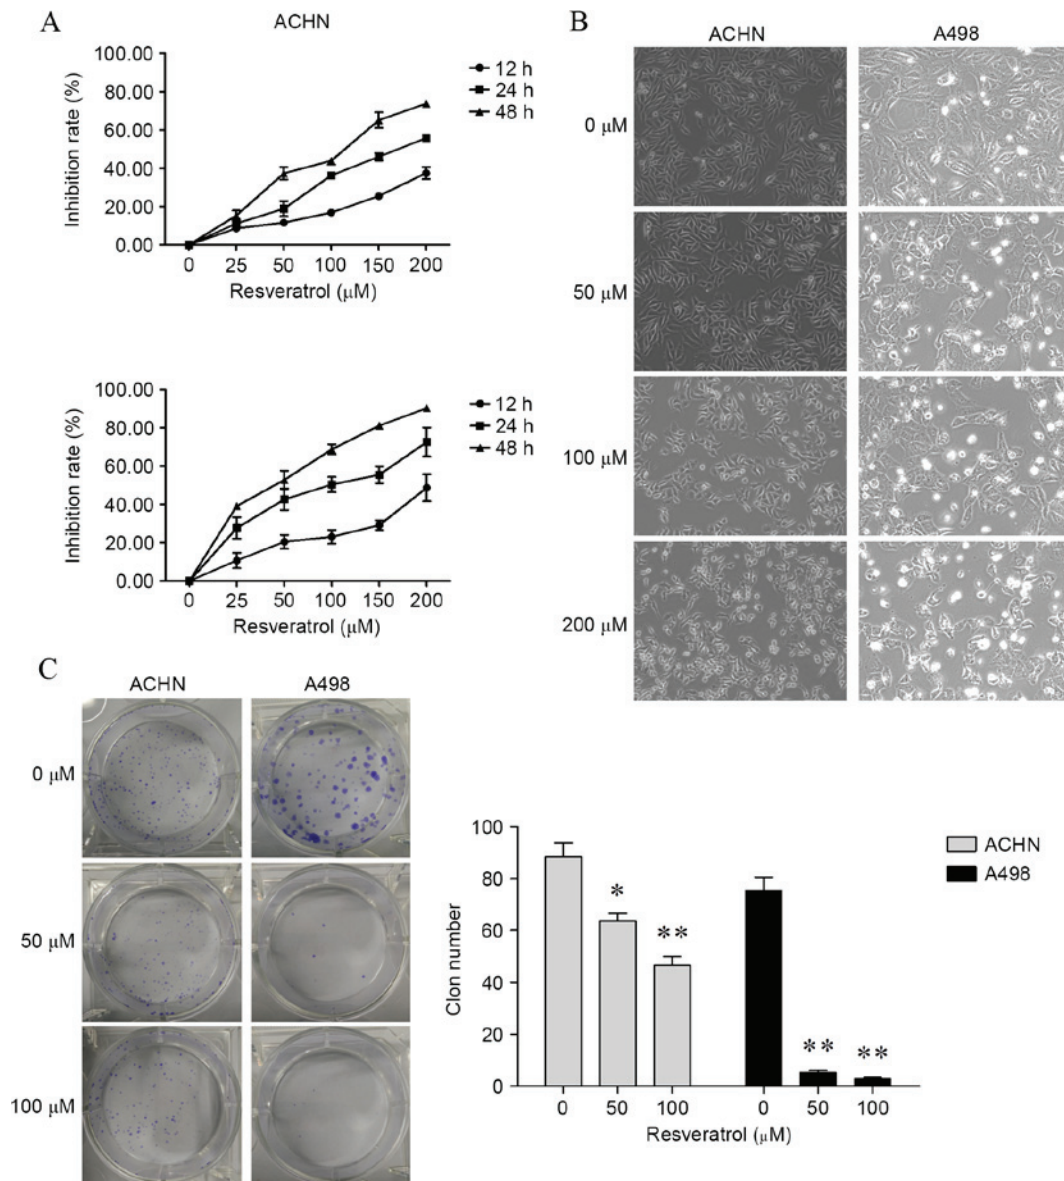 A
ACHN
100.00
80.00
60.00
40.00
20.00
0.00
Inhibition rate (%)
0 25 50 100 150 200
Resveratrol (μM)
12 h
24 h
48 h
100.00
80.00
60.00
40.00
20.00
0.00
Inhibition rate (%)
0 25 50 100 150 200
Resveratrol (μM)
12 h
24 h
48 h
B
ACHN A498
0 μM
50 μM
100 μM
200 μM
C
ACHN A498
0 μM
50 μM
100 μM
100
80
60
40
20
0
Clon number
*
**
**
**
0 50 100 0 50 100
Resveratrol (μM)
ACHN
A498